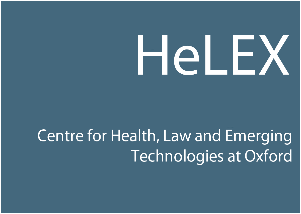 HeLEX
Centre for Health, Law and Emerging
Technologies at Oxford